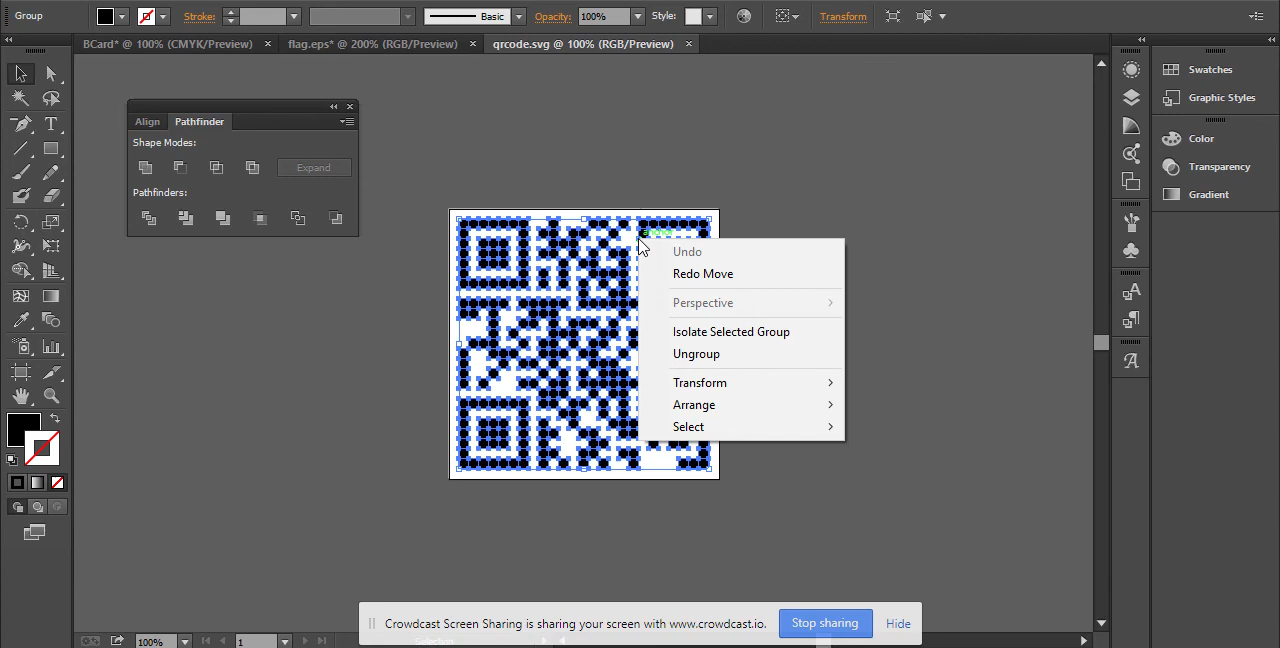 Group
Stroke:
Basic
Opacity:
100%
Style:
Transform
BCard* @ 100% (CMYK/Preview)
flag.eps* @ 200% (RGB/Preview)
qrcode.svg @ 100% (RGB/Preview)
Align
Pathfinder
Shape Modes:
Expand
Pathfinders:
Undo
Redo Move
Perspective
Isolate Selected Group
Ungroup
Transform
Arrange
Select
Swatches
Graphic Styles
Color
Transparency
Gradient
Crowdcast Screen Sharing is sharing your screen with www.crowdcast.io.
Stop sharing
Hide
100%
1
Selection